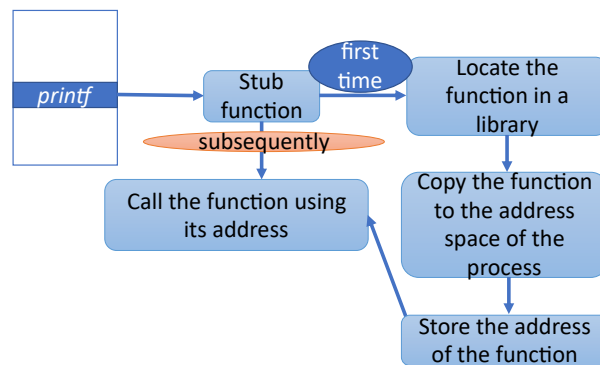 printf
Stub
function
first
time
Locate the
function in a
library
subsequently
Call the function using
its address
Copy the function
to the address
space of the
process
Store the address
of the function